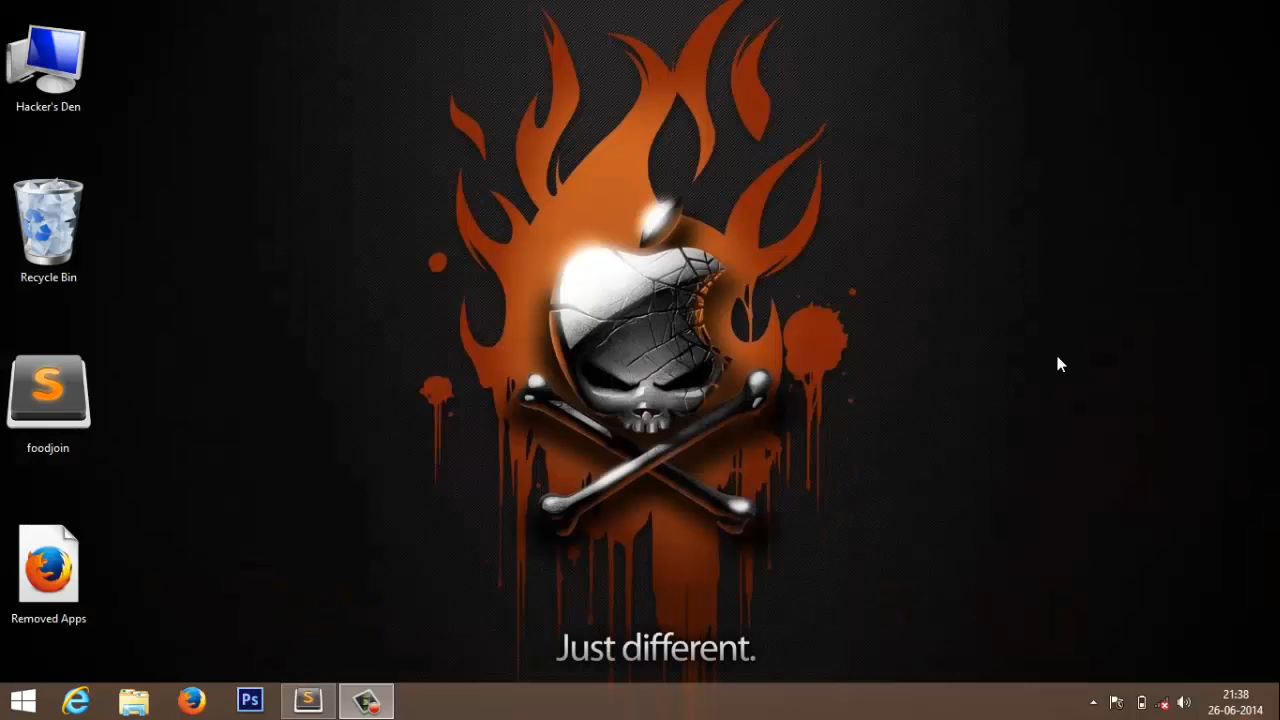 Hacker's Den
Recycle Bin
S
foodjoin
Removed Apps
Just different.
Ps
S
21:38
26-06-2014